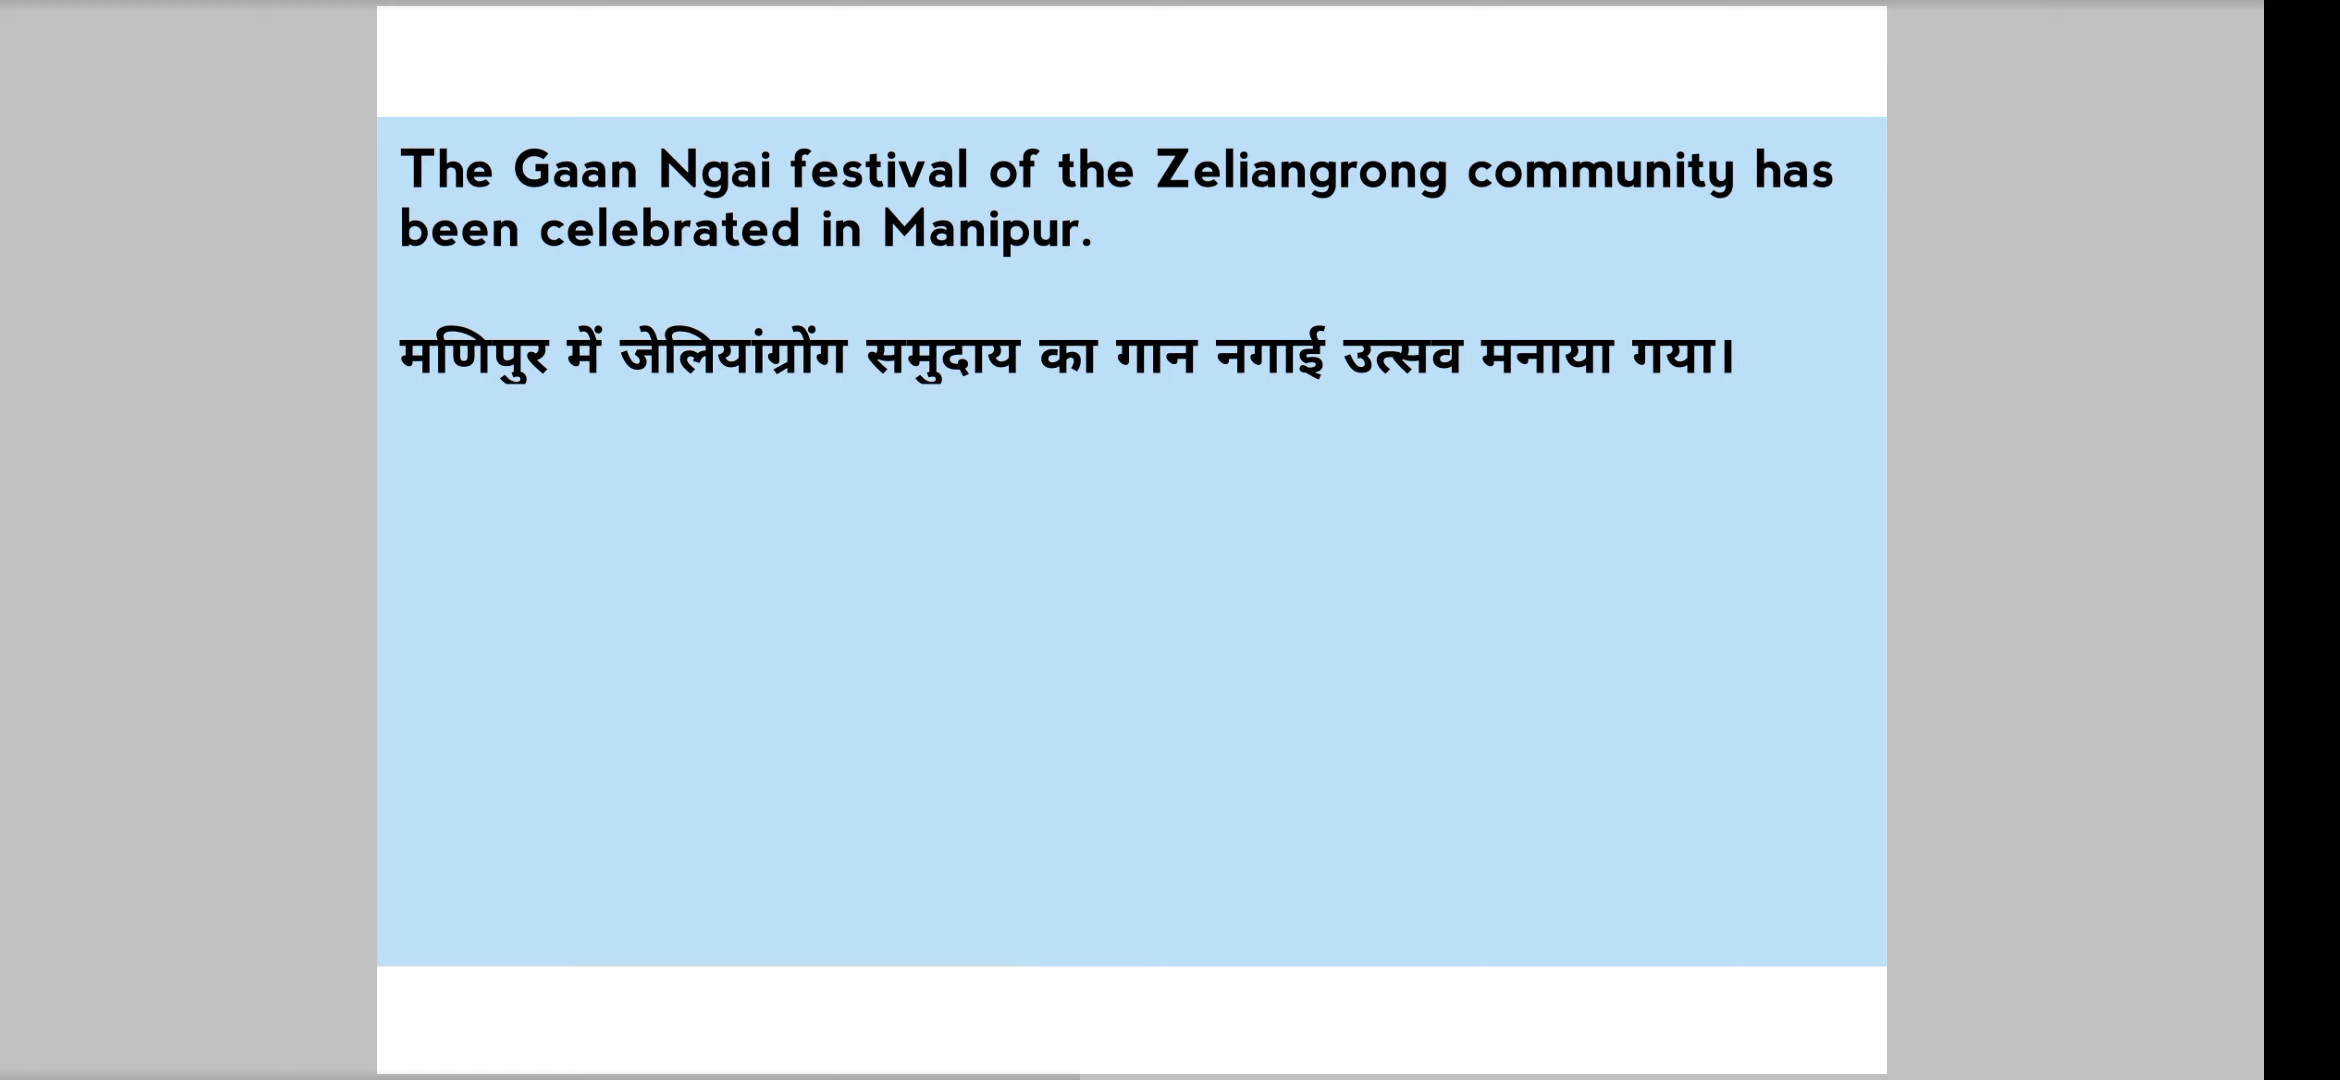 The Gaan Ngai festival of the Zeliangrong community has
been celebrated in Manipur.
मणिपुर में जेलियांग्रोंग समुदाय का गान नगाई उत्सव मनाया गया।